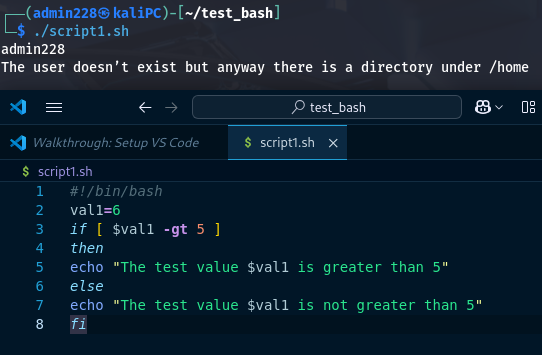 ┌──(admin228㉿kaliPC)-[~/test_bash]
└─$ ./script1.sh
admin228
The user doesn’t exist but anyway there is a directory under /home
test_bash
Walkthrough: Setup VS Code
$ script1.sh ×
$ script1.sh
1 #!/bin/bash
2 val1=6
3 if [ $val1 -gt 5 ]
4 then
5 echo "The test value $val1 is greater than 5"
6 else
7 echo "The test value $val1 is not greater than 5"
8 fi